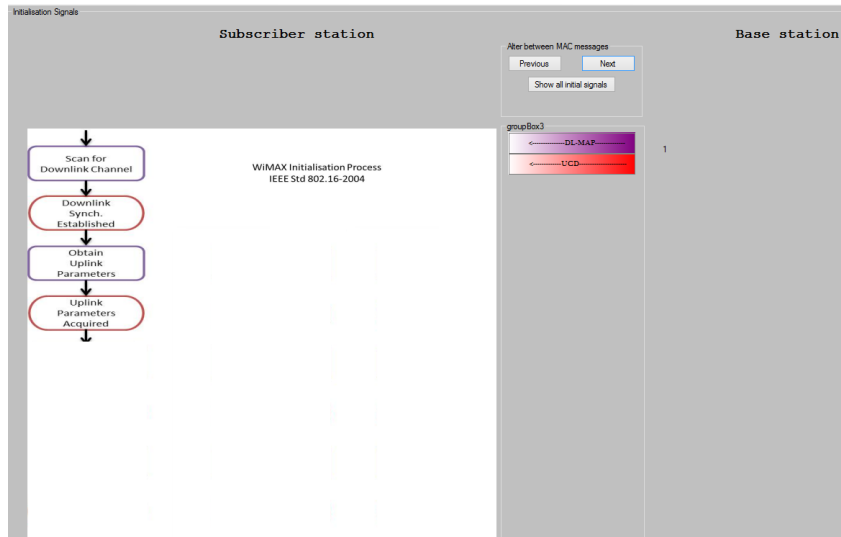 Initialisation Signals
Subscriber station
Base station
Alter between MAC messages
Previous
Next
Show all initial signals
groupBox3
<-----------DL-MAP-----------
<-----------UCD---------------
1
Scan for
Downlink Channel
Downlink
Synch.
Established
Obtain
Uplink
Parameters
Uplink
Parameters
Acquired
WiMAX Initialisation Process
IEEE Std 802.16-2004